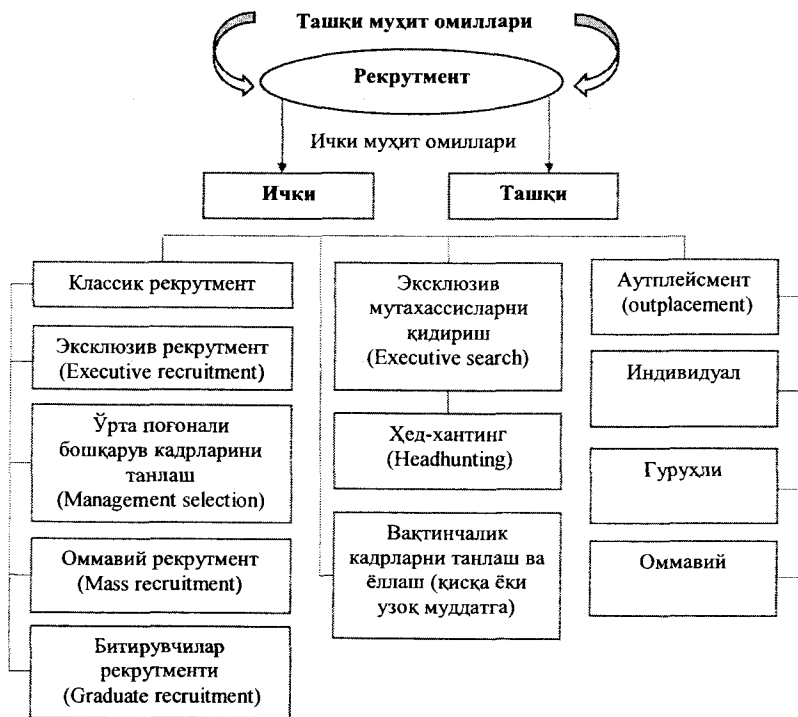 Ташқи муҳит омиллари
Рекрутмент
Ички муҳит омиллари
Ички
Ташқи
Классик рекрутмент
Эксклюзив рекрутмент
(Executive recruitment)
Ўрта поғонали
бошқарув кадрларини
танлаш
(Management selection)
Оммавий рекрутмент
(Mass recruitment)
Битирувчилар
рекрутменти
(Graduate recruitment)
Эксклюзив
мутахассисларни
қидириш
(Executive search)
Ҳед-хантинг
(Headhunting)
Вақтинчалик
кадрларни танлаш ва
ёллаш (қисқа ёки
узоқ муддатга)
Аутплейсмент
(outplacement)
Индивидуал
Гуруҳли
Оммавий